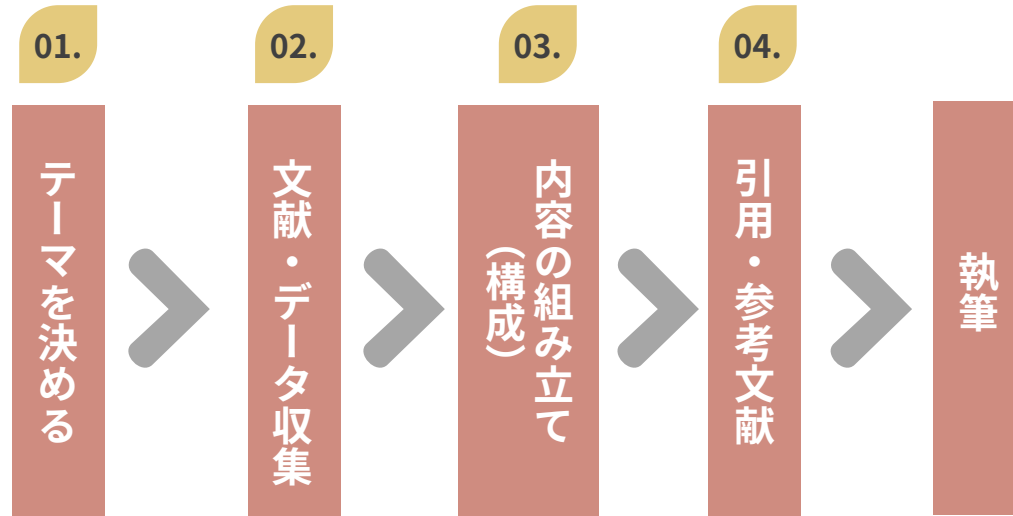 01.
テーマを決める
02.
文献・データ収集
03.
内容の組み立て
（構成）
04.
引用・参考文献
執筆